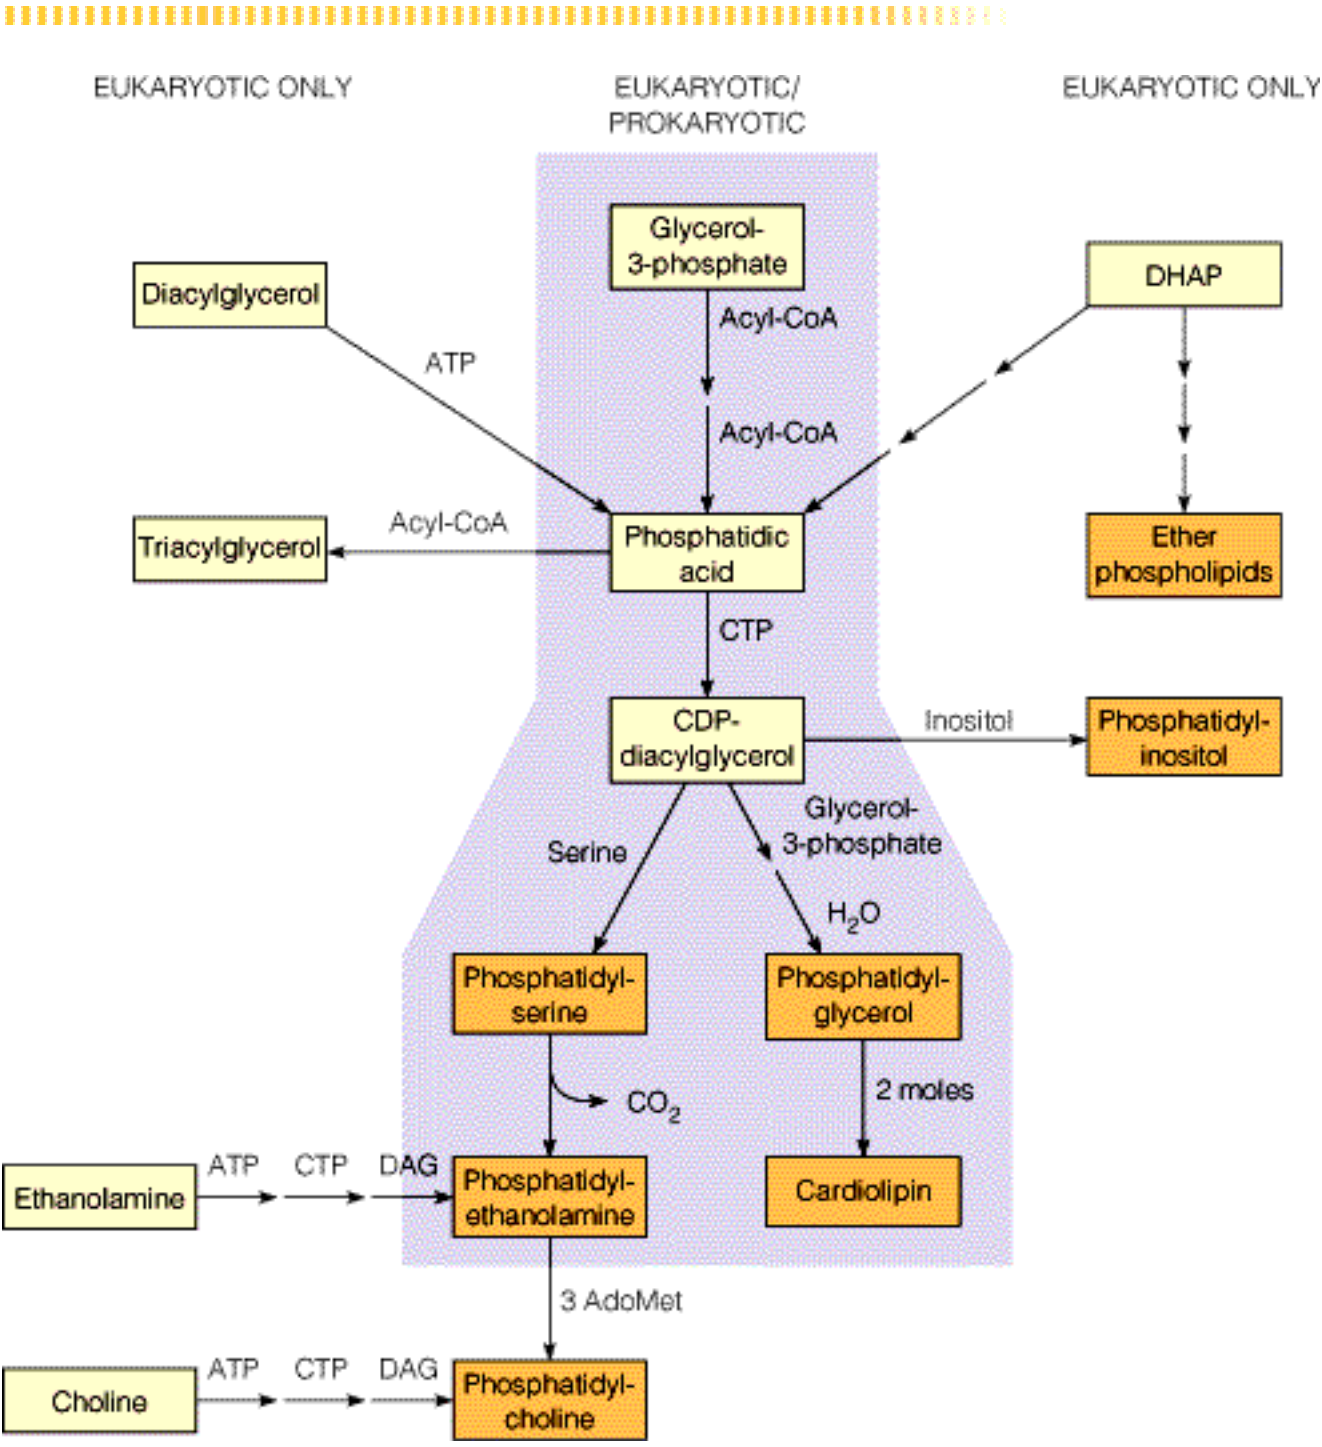 EUKARYOTIC ONLY
EUKARYOTIC/
PROKARYOTIC
EUKARYOTIC ONLY
Glycerol-
3-phosphate
Diacylglycerol
DHAP
Acyl-CoA
ATP
Acyl-CoA
Triacylglycerol
Acyl-CoA
Phosphatidic
acid
Ether
phospholipids
CTP
CDP-
diacylglycerol
Inositol
Phosphatidyl-
inositol
Serine
Glycerol-
3-phosphate
H2O
Phosphatidyl-
serine
Phosphatidyl-
glycerol
CO2
2 moles
Ethanolamine
ATP
CTP
DAG
Phosphatidyl-
ethanolamine
Cardiolipin
3 AdoMet
Choline
ATP
CTP
DAG
Phosphatidyl-
choline